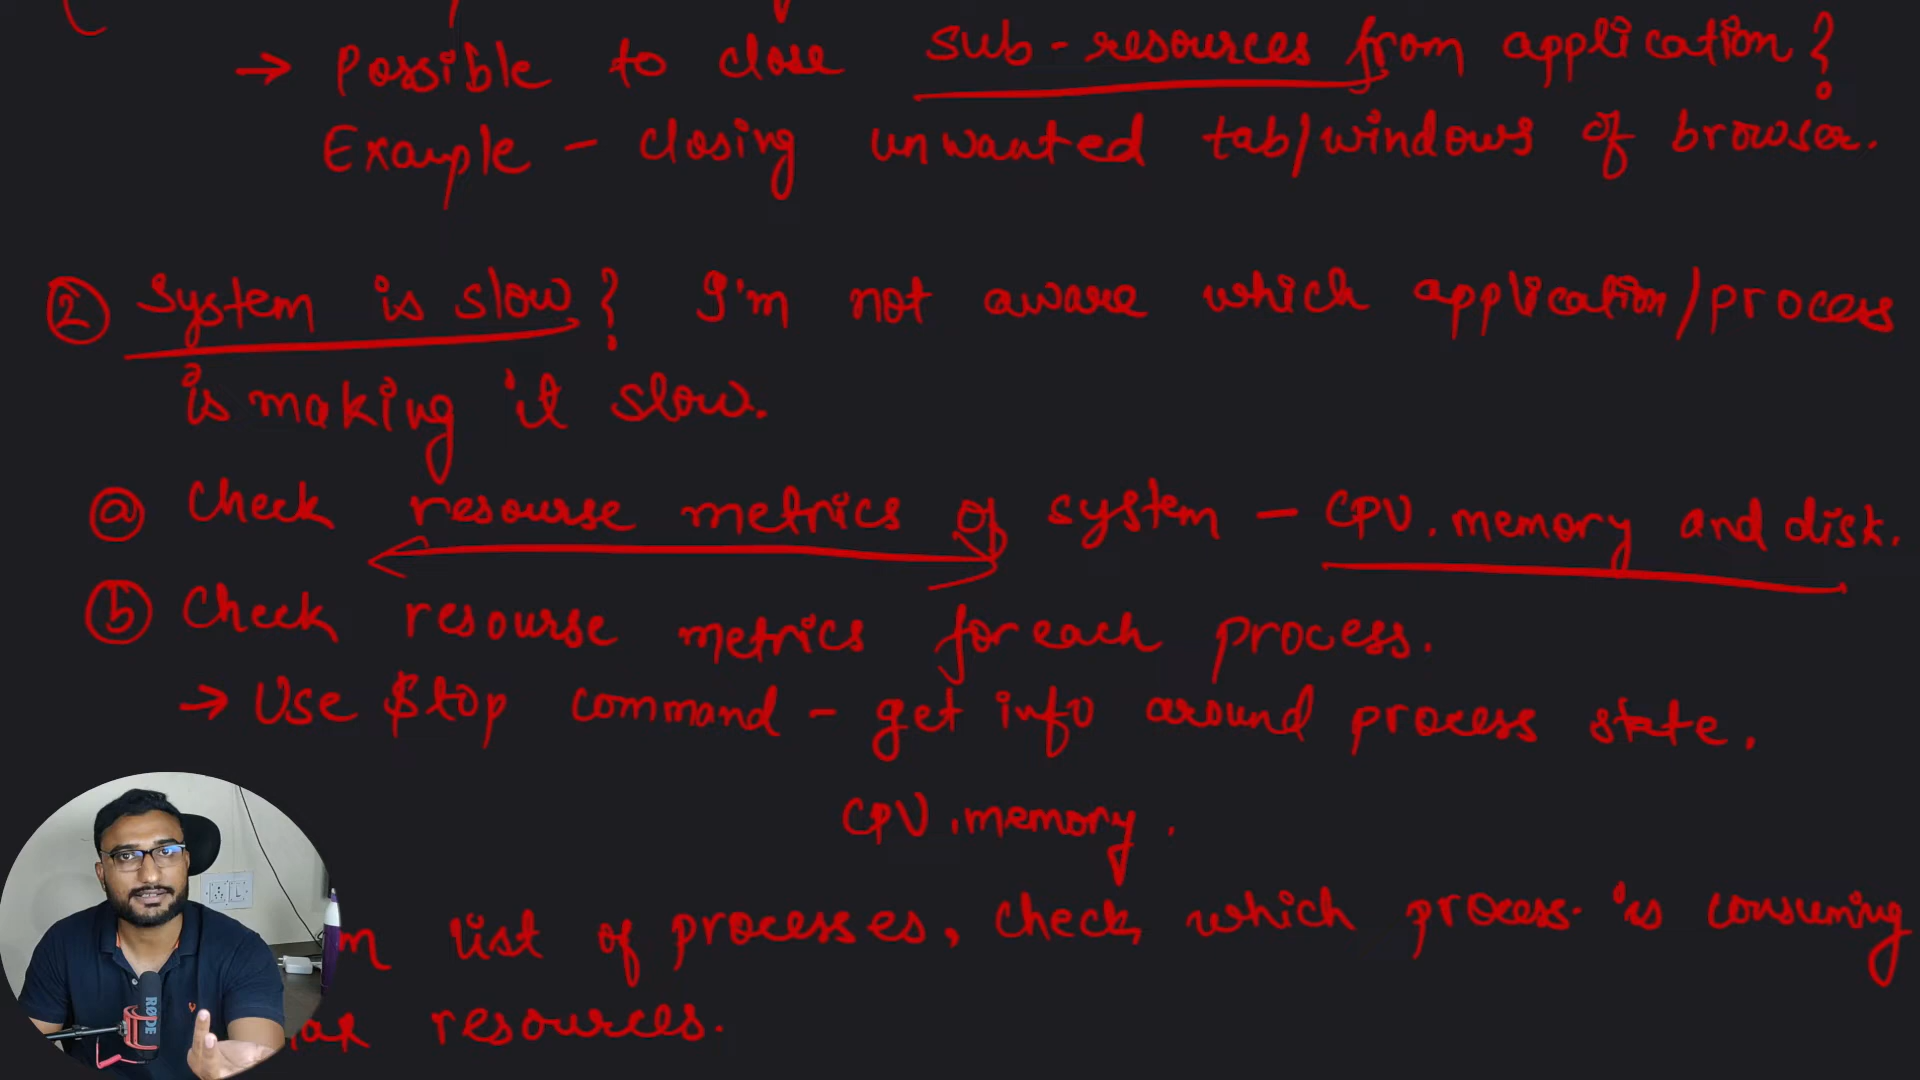 → Possible to close sub-resources from application?
Example - closing unwanted tab/windows of browser.
② System is slow? I'm not aware which application/process
is making it slow.
ⓐ Check resourse metrics of system - CPU, memory and disk.
ⓑ Check resourse metrics for each process.
→ Use $top command - get info around process state.
CPU, memory.
list of processes, check which process is consuming
resources.
RØDE